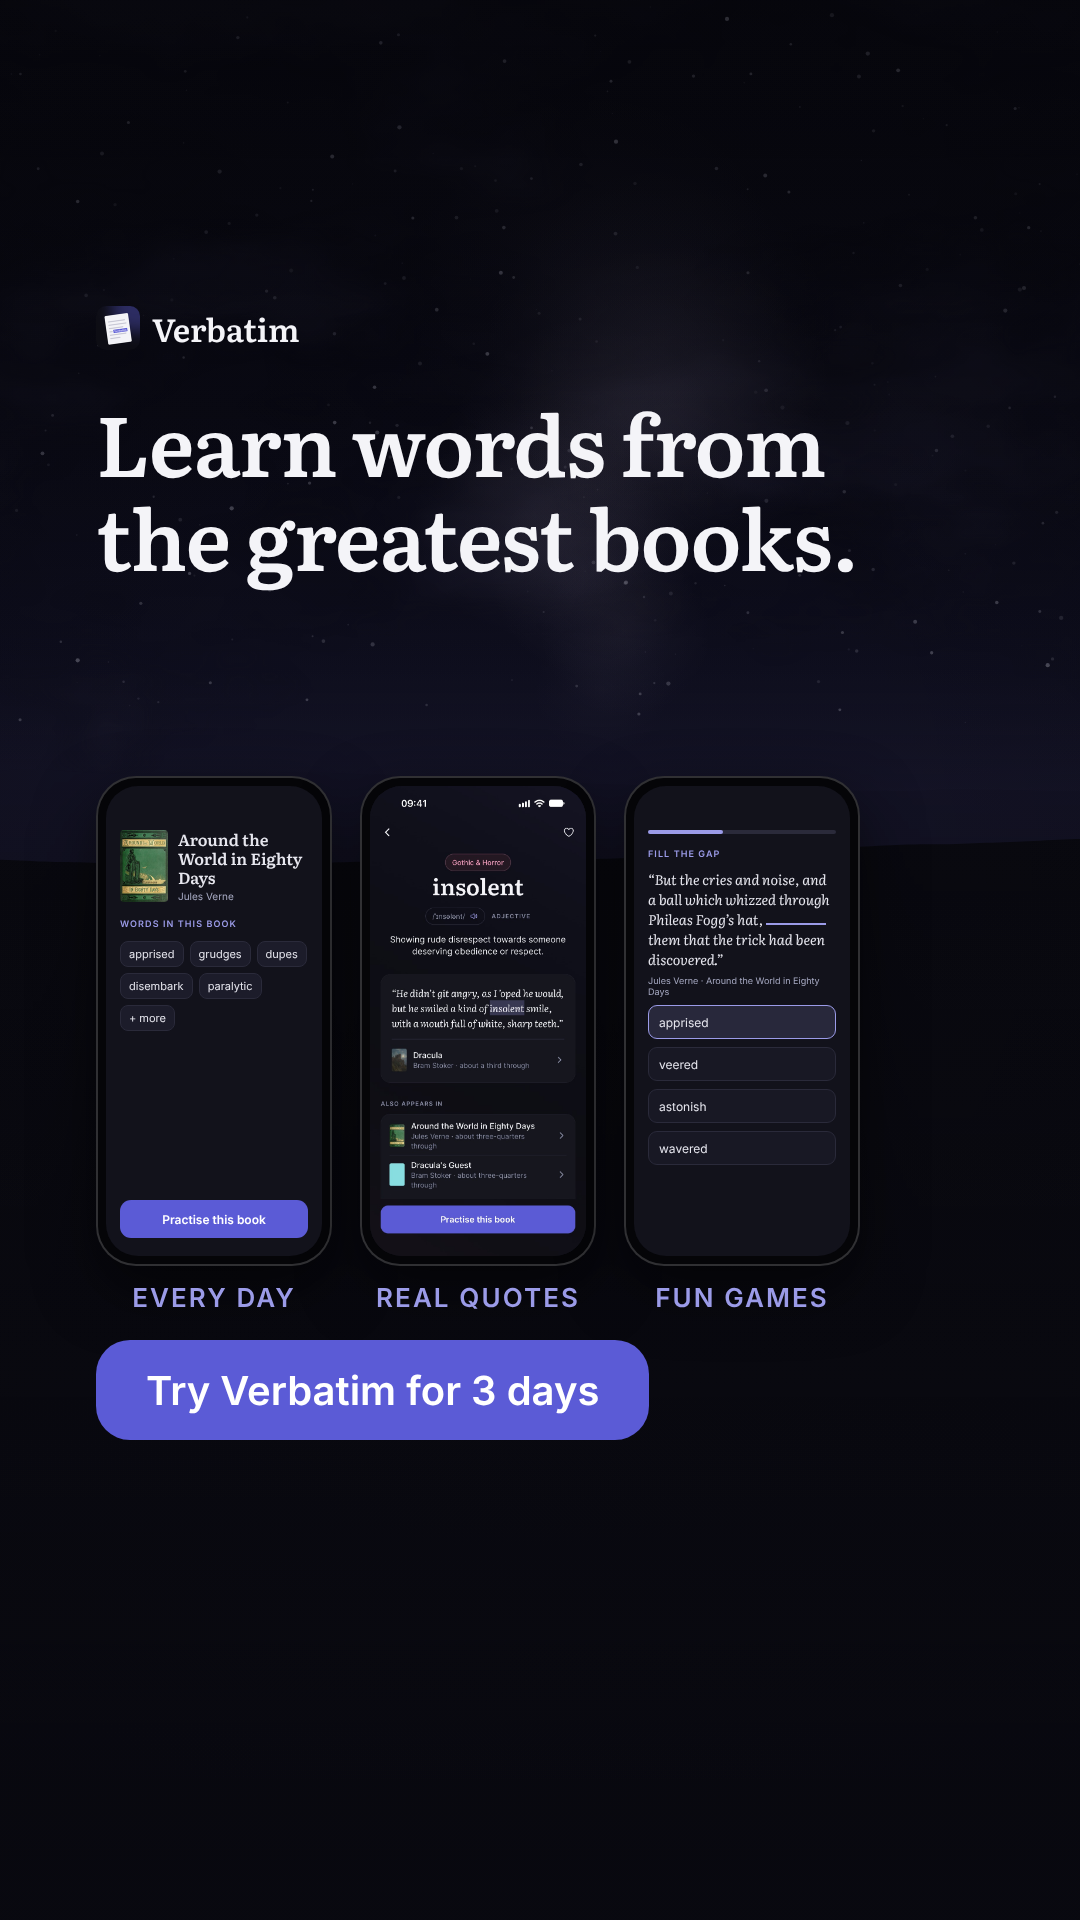 Verbatim
Learn words from
the greatest books.
Around the
World in Eighty
Days
Jules Verne
WORDS IN THIS BOOK
apprised grudges dupes
disembark paralytic
+ more
Practise this book
EVERY DAY
09:41
Gothic & Horror
insolent
/ˈɪnsələnt/ ADJECTIVE
Showing rude disrespect towards someone
deserving obedience or respect.
“He didn’t git angry, as I ’oped he would,
but he smiled a kind of insolent smile,
with a mouth full of white, sharp teeth.”
Dracula
Bram Stoker · about a third through
ALSO APPEARS IN
Around the World in Eighty Days
Jules Verne · about three-quarters
through
Dracula's Guest
Bram Stoker · about three-quarters
through
Practise this book
REAL QUOTES
FILL THE GAP
“But the cries and noise, and
a ball which whizzed through
Phileas Fogg’s hat, ______
them that the trick had been
discovered.”
Jules Verne · Around the World in Eighty
Days
apprised
veered
astonish
wavered
FUN GAMES
Try Verbatim for 3 days